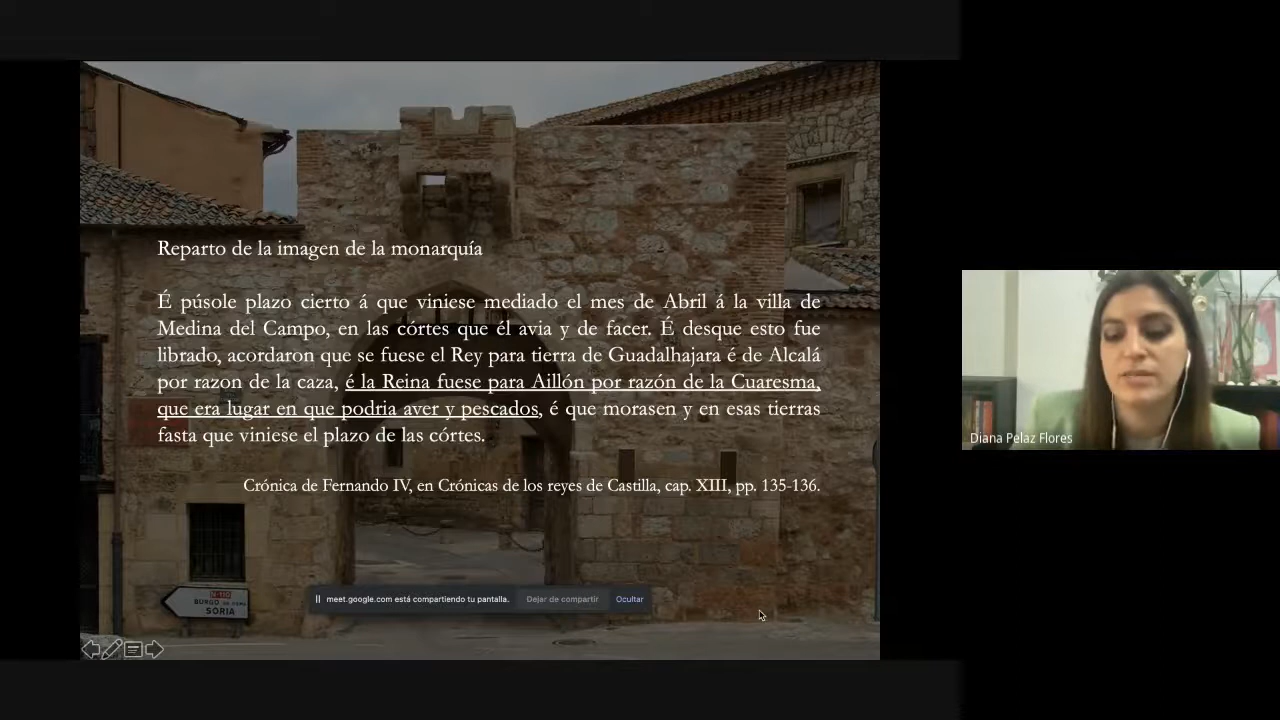 Reparto de la imagen de la monarquía
É púsole plazo cierto á que viniese mediado el mes de Abril á la villa de
Medina del Campo, en las córtes que él avia y de facer. É desque esto fue
librado, acordaron que se fuese el Rey para tierra de Guadalhajara é de Alcalá
por razon de la caza, é la Reina fuese para Aillón por razón de la Cuaresma,
que era lugar en que podria aver y pescados, é que morasen y en esas tierras
fasta que viniese el plazo de las córtes.
Crónica de Fernando IV, en Crónicas de los reyes de Castilla, cap. XIII, pp. 135-136.
Diana Pelaz Flores
meet.google.com está compartiendo tu pantalla. Dejar de compartir Ocultar
N-110
SORIA